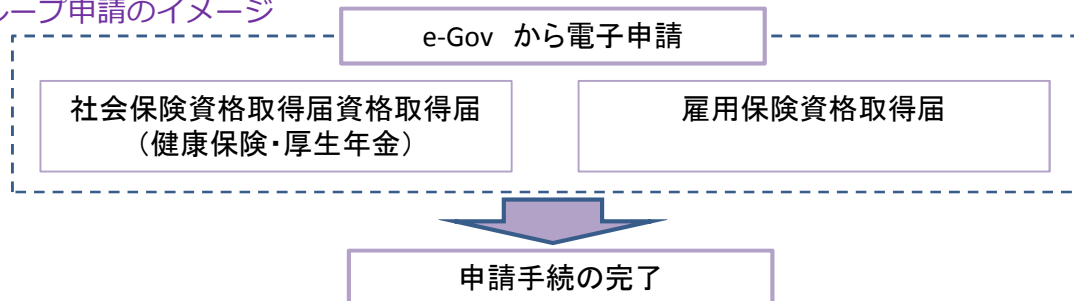 ループ申請のイメージ
e-Gov から電子申請
社会保険資格取得届資格取得届
（健康保険・厚生年金）
雇用保険資格取得届
申請手続の完了